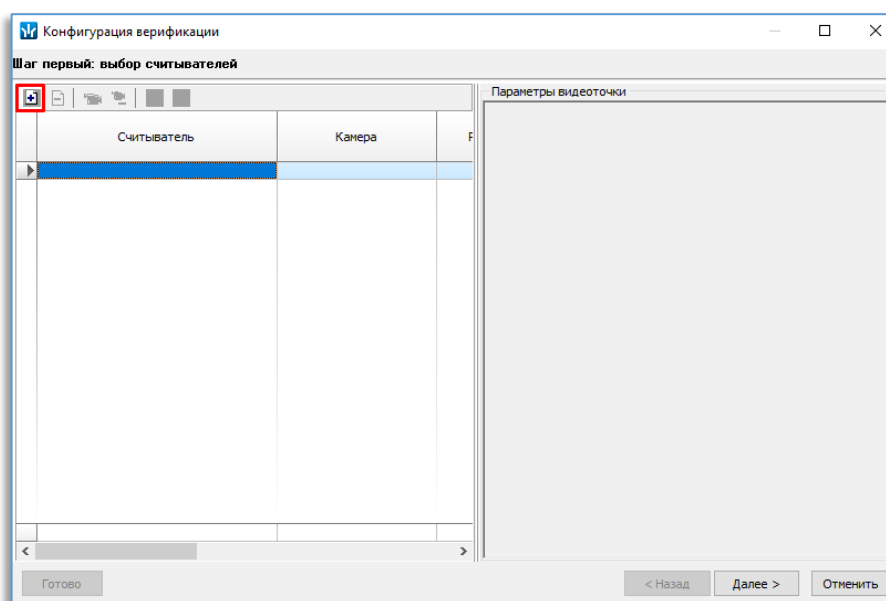 Конфигурация верификации
Шаг первый: выбор считывателей
Параметры видеоточки
Считыватель Камера
Готово < Назад Далее > Отменить